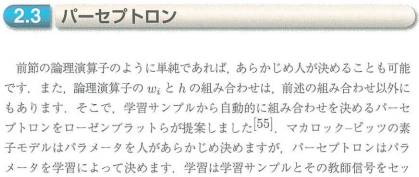 2.3 パーセプトロン
前節の論理演算子のように単純であれば，あらかじめ人が決めることも可能
です．また，論理演算子の wᵢ と h の組み合わせは，前述の組み合わせ以外に
もあります．そこで，学習サンプルから自動的に組み合わせを決めるパーセ
プトロンをローゼンブラットらが提案しました[55]．マカロック–ピッツの素
子モデルはパラメータを人があらかじめ決めますが，パーセプトロンはパラ
メータを学習によって決めます．学習は学習サンプルとその教師信号をセッ